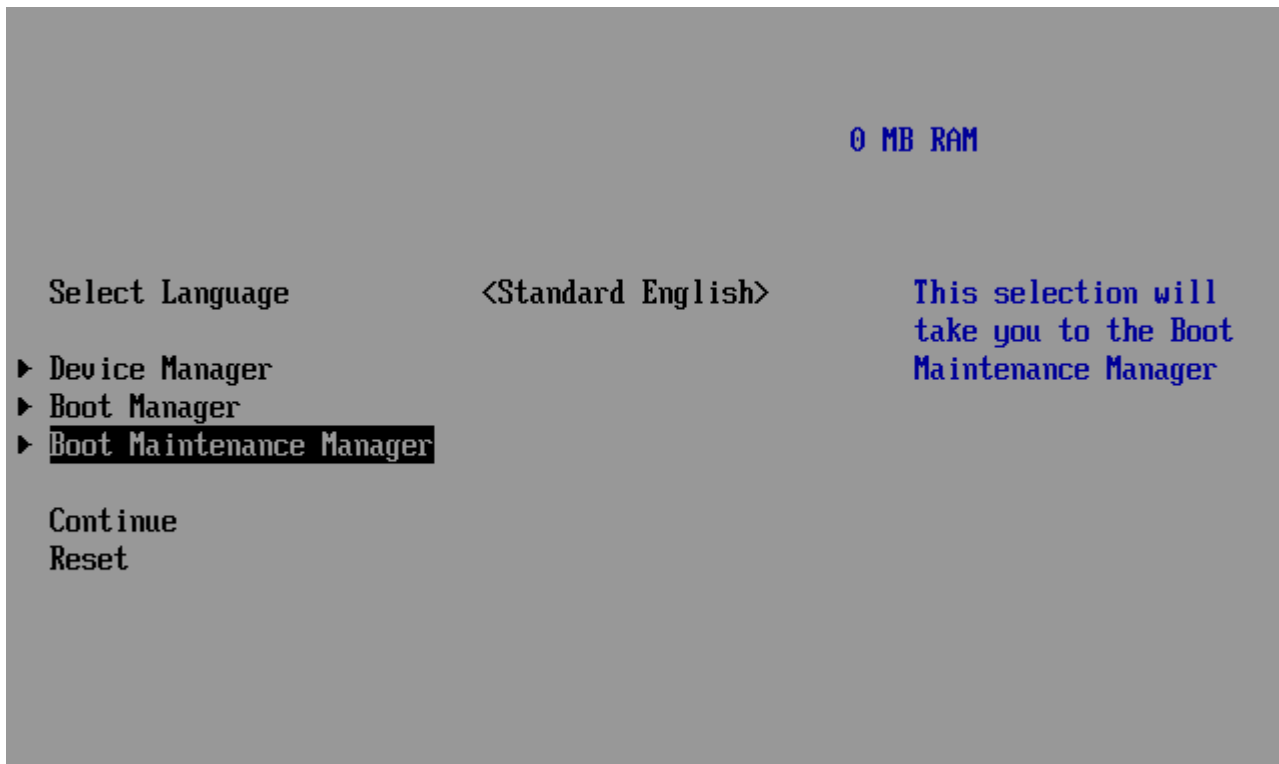 0 MB RAM
Select Language <Standard English> This selection will
take you to the Boot
Device Manager Maintenance Manager
Boot Manager
Boot Maintenance Manager
Continue
Reset